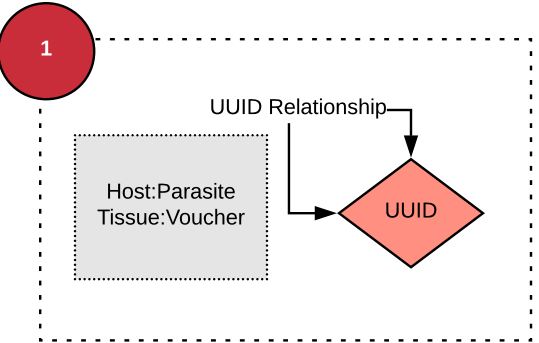 1
UUID Relationship
Host:Parasite
Tissue:Voucher
UUID